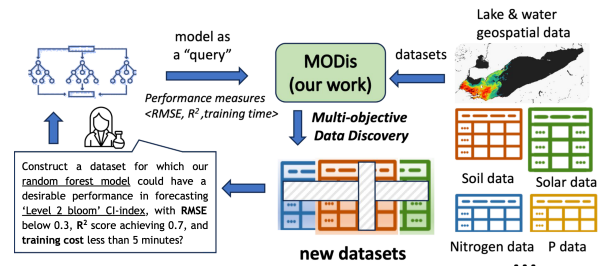 model as
a “query”
MODis
(our work)
datasets
Lake & water
geospatial data
Performance measures
<RMSE, R²,training time>
Multi-objective
Data Discovery
Construct a dataset for which our
random forest model could have a
desirable performance in forecasting
‘Level 2 bloom’ CI-index, with RMSE
below 0.3, R² score achieving 0.7, and
training cost less than 5 minutes?
new datasets
Soil data
Solar data
Nitrogen data
P data
...